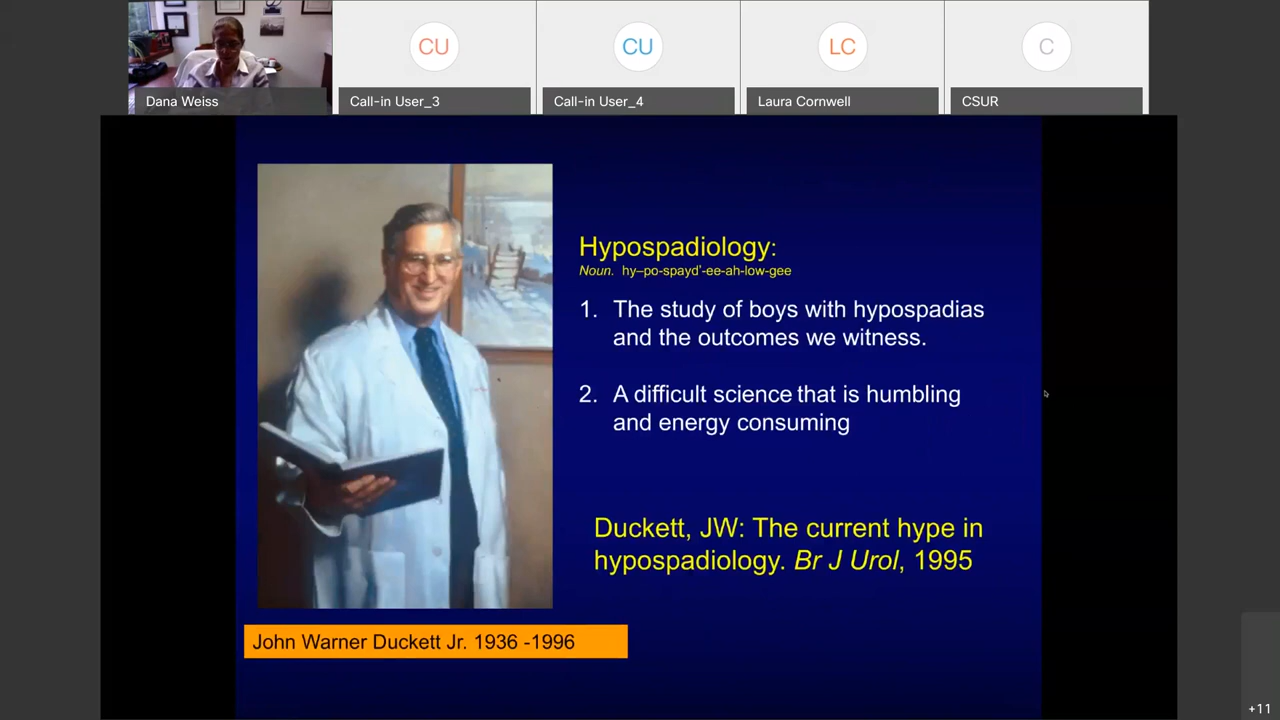 CU
CU
LC
C
Dana Weiss
Call-in User_3
Call-in User_4
Laura Cornwell
CSUR
Hypospadiology:
Noun. hy–po-spayd'-ee-ah-low-gee
1. The study of boys with hypospadias
and the outcomes we witness.
2. A difficult science that is humbling
and energy consuming
Duckett, JW: The current hype in
hypospadiology. Br J Urol, 1995
John Warner Duckett Jr. 1936 -1996
+11